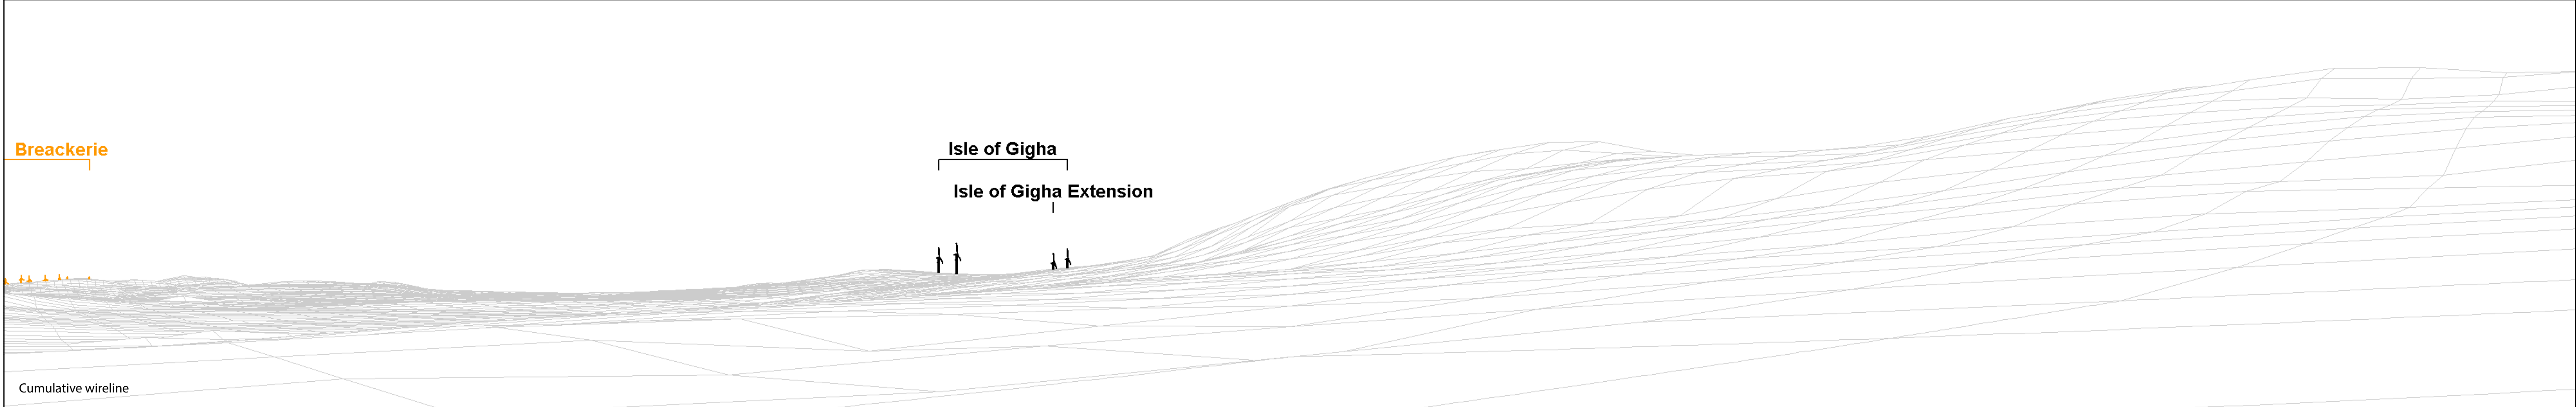 Breackerie
Isle of Gigha
Isle of Gigha Extension
Cumulative wireline